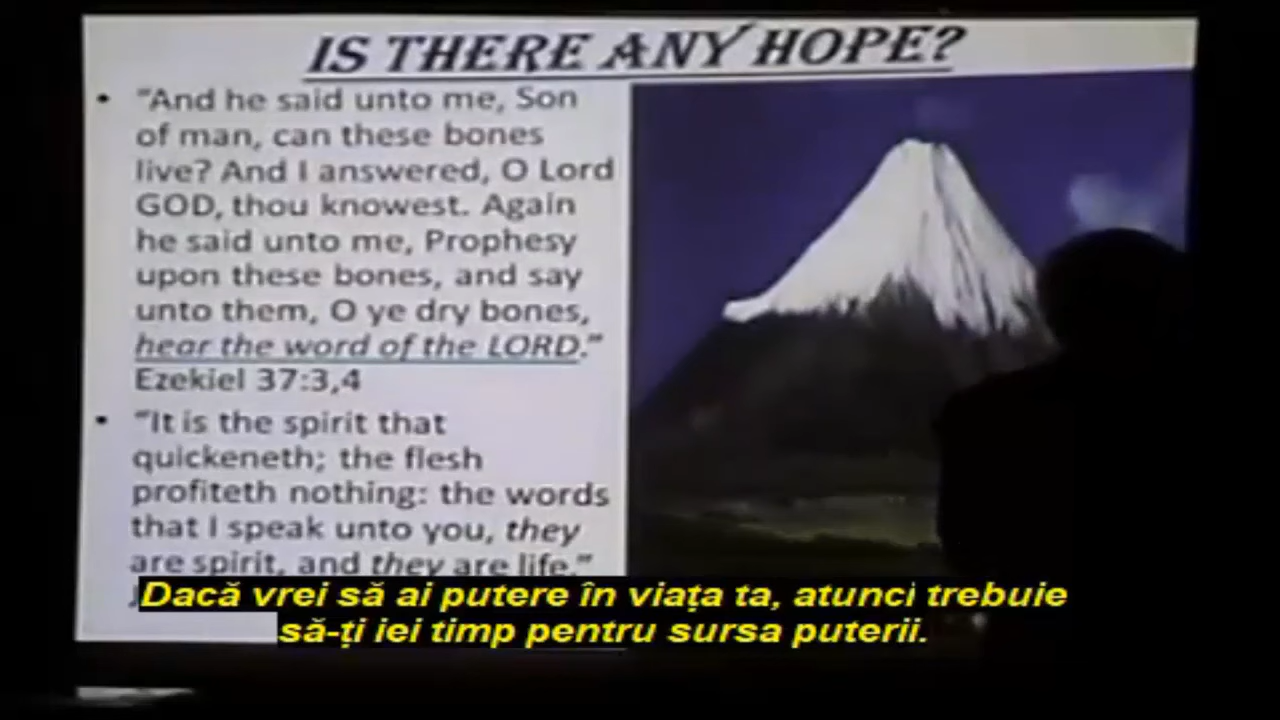 IS THERE ANY HOPE?
• "And he said unto me, Son
of man, can these bones
live? And I answered, O Lord
GOD, thou knowest. Again
he said unto me, Prophesy
upon these bones, and say
unto them, O ye dry bones,
hear the word of the LORD."
Ezekiel 37:3,4
• "It is the spirit that
quickeneth; the flesh
profiteth nothing: the words
that I speak unto you, they
are spirit, and they are life."
Dacă vrei să ai putere în viața ta, atunci trebuie
să-ți iei timp pentru sursa puterii.